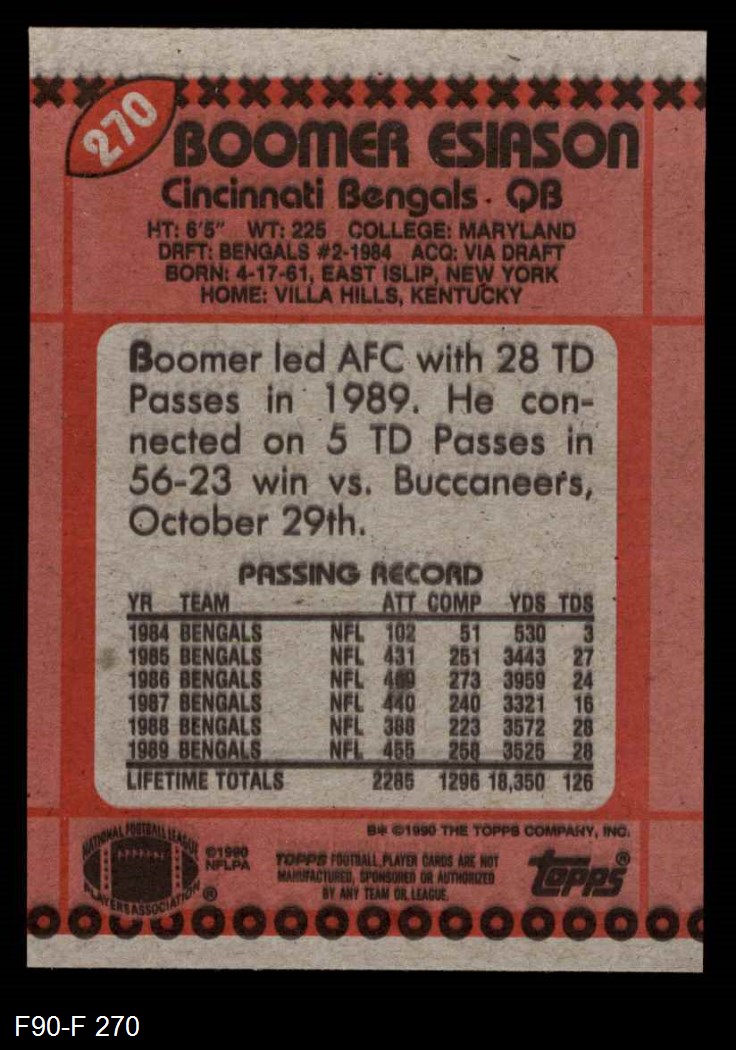 270
BOOMER ESIASON
Cincinnati Bengals · QB
HT: 6'5" WT: 225 COLLEGE: MARYLAND
DRFT: BENGALS #2-1984 ACQ: VIA DRAFT
BORN: 4-17-61, EAST ISLIP, NEW YORK
HOME: VILLA HILLS, KENTUCKY
Boomer led AFC with 28 TD
Passes in 1989. He con-
nected on 5 TD Passes in
56-23 win vs. Buccaneers,
October 29th.
PASSING RECORD
YR TEAM ATT COMP YDS TDS
1984 BENGALS NFL 102 51 530 3
1985 BENGALS NFL 431 251 3443 27
1986 BENGALS NFL 469 273 3959 24
1987 BENGALS NFL 440 240 3321 16
1988 BENGALS NFL 388 223 3572 28
1989 BENGALS NFL 455 258 3525 28
LIFETIME TOTALS 2285 1296 18,350 126
B* ©1990 THE TOPPS COMPANY, INC.
NATIONAL FOOTBALL LEAGUE
PLAYERS ASSOCIATION ®
©1990
NFLPA
TOPPS FOOTBALL PLAYER CARDS ARE NOT
MANUFACTURED, SPONSORED OR AUTHORIZED
BY ANY TEAM OR LEAGUE.
topps®
F90-F 270